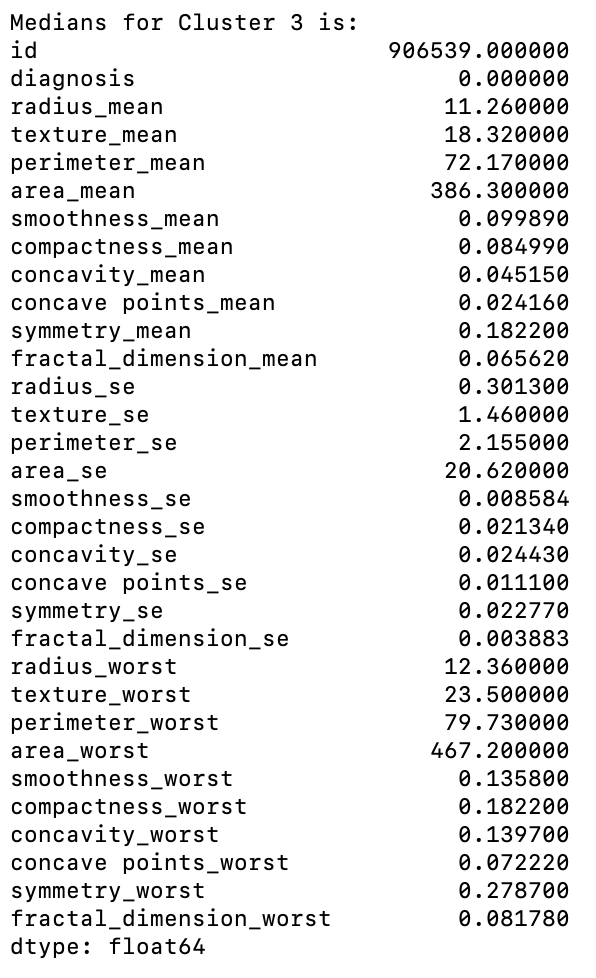 Medians for Cluster 3 is:
id 906539.000000
diagnosis 0.000000
radius_mean 11.260000
texture_mean 18.320000
perimeter_mean 72.170000
area_mean 386.300000
smoothness_mean 0.099890
compactness_mean 0.084990
concavity_mean 0.045150
concave points_mean 0.024160
symmetry_mean 0.182200
fractal_dimension_mean 0.065620
radius_se 0.301300
texture_se 1.460000
perimeter_se 2.155000
area_se 20.620000
smoothness_se 0.008584
compactness_se 0.021340
concavity_se 0.024430
concave points_se 0.011100
symmetry_se 0.022770
fractal_dimension_se 0.003883
radius_worst 12.360000
texture_worst 23.500000
perimeter_worst 79.730000
area_worst 467.200000
smoothness_worst 0.135800
compactness_worst 0.182200
concavity_worst 0.139700
concave points_worst 0.072220
symmetry_worst 0.278700
fractal_dimension_worst 0.081780
dtype: float64